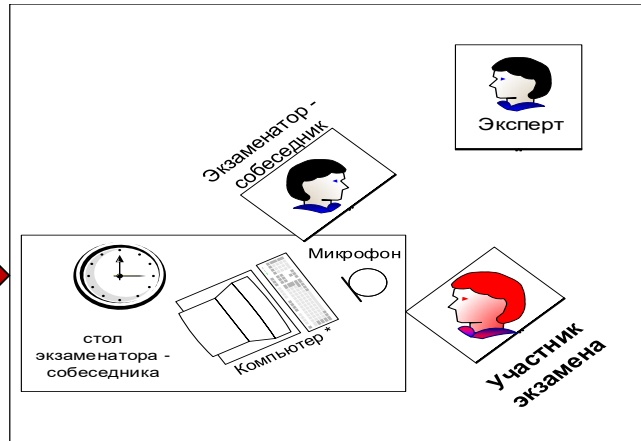 Эксперт
Экзаменатор -
собеседник
Микрофон
стол
экзаменатора -
собеседника
Компьютер *
Участник
экзамена